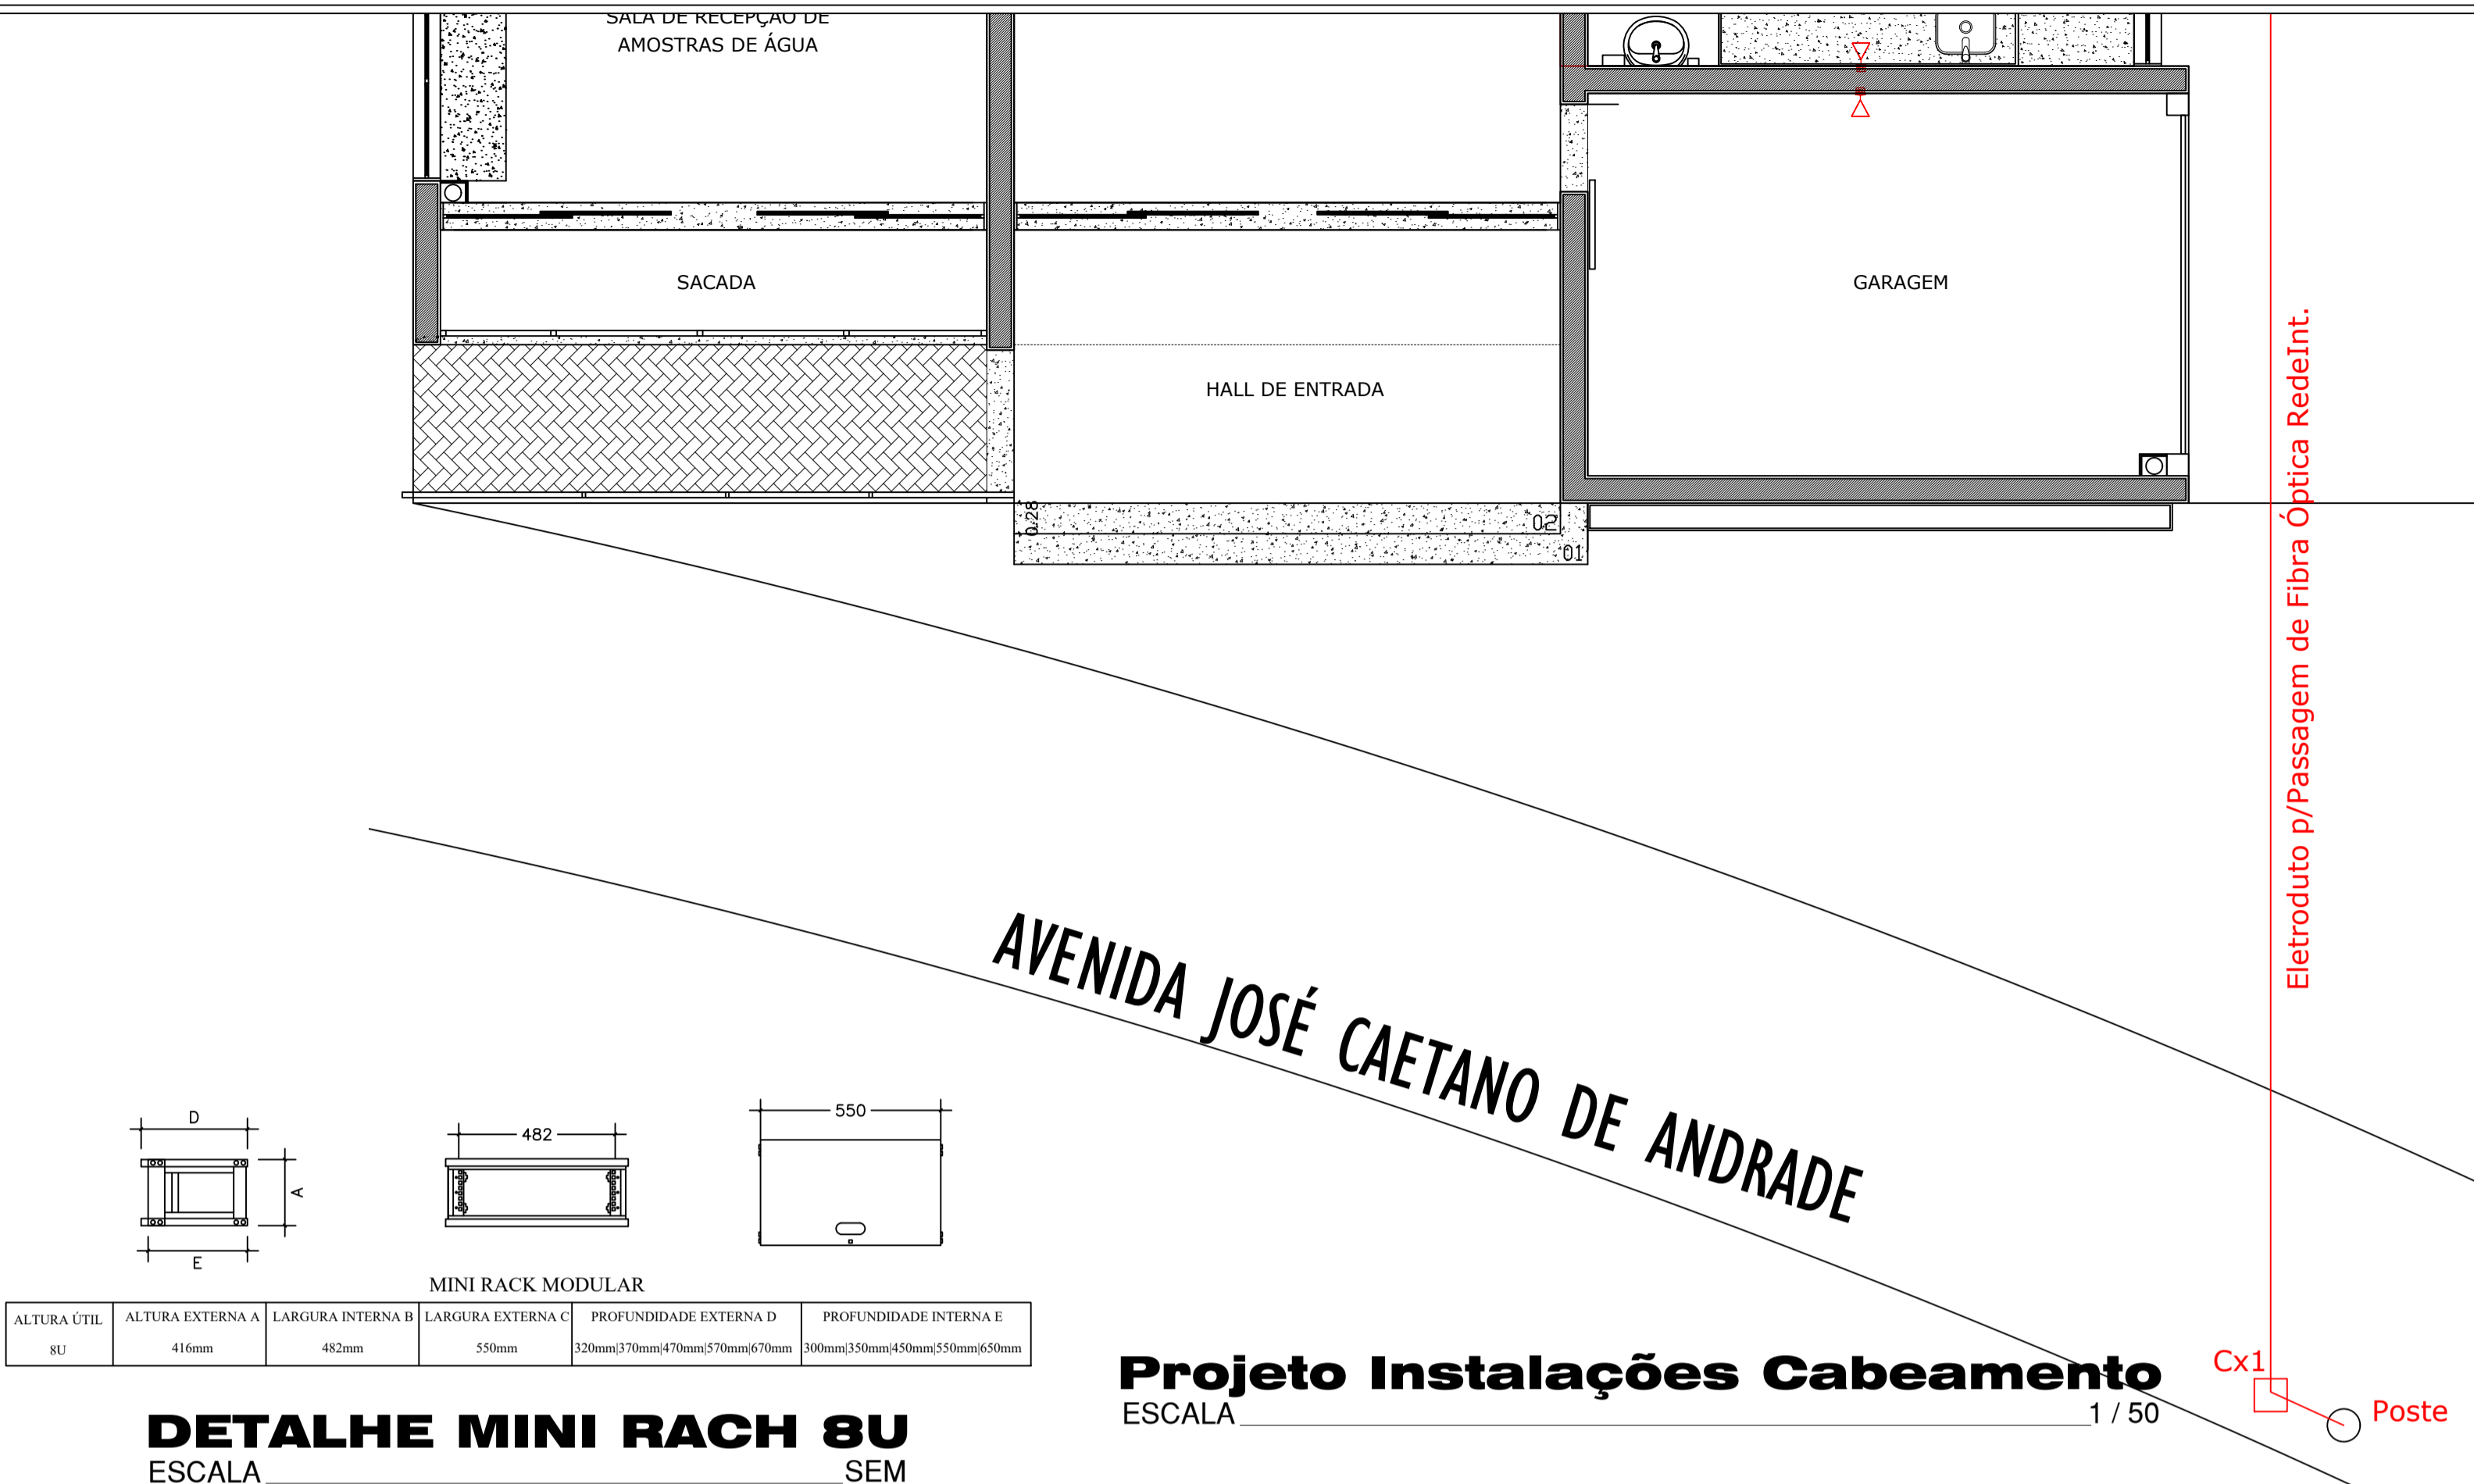 SALA DE RECEPÇÃO DE
AMOSTRAS DE ÁGUA
SACADA
GARAGEM
HALL DE ENTRADA
0.28
02
01
Eletroduto p/Passagem de Fibra Óptica RedeInt.
AVENIDA JOSÉ CAETANO DE ANDRADE
D
A
E
482
550
MINI RACK MODULAR
ALTURA ÚTIL ALTURA EXTERNA A LARGURA INTERNA B LARGURA EXTERNA C PROFUNDIDADE EXTERNA D PROFUNDIDADE INTERNA E
8U 416mm 482mm 550mm 320mm|370mm|470mm|570mm|670mm 300mm|350mm|450mm|550mm|650mm
DETALHE MINI RACH 8U
ESCALA SEM
Projeto Instalações Cabeamento
ESCALA 1 / 50
Cx1
Poste